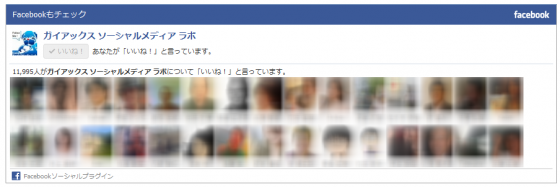 Facebookもチェック
facebook
ガイアックス ソーシャルメディア ラボ
いいね！ あなたが「いいね！」と言っています。
11,995人がガイアックス ソーシャルメディア ラボについて「いいね！」と言っています。
Facebookソーシャルプラグイン